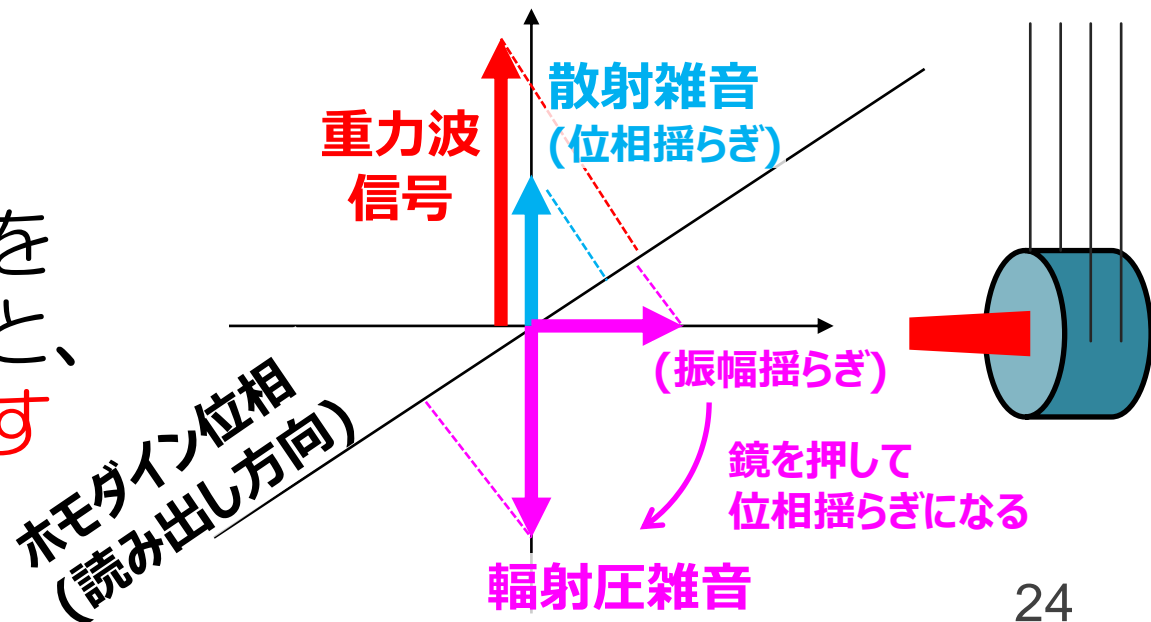 散射雑音
(位相揺らぎ)
重力波
信号
を
と、
す
(振幅揺らぎ)
ホモダイン位相
(読み出し方向)
鏡を押して
位相揺らぎになる
輻射圧雑音
24